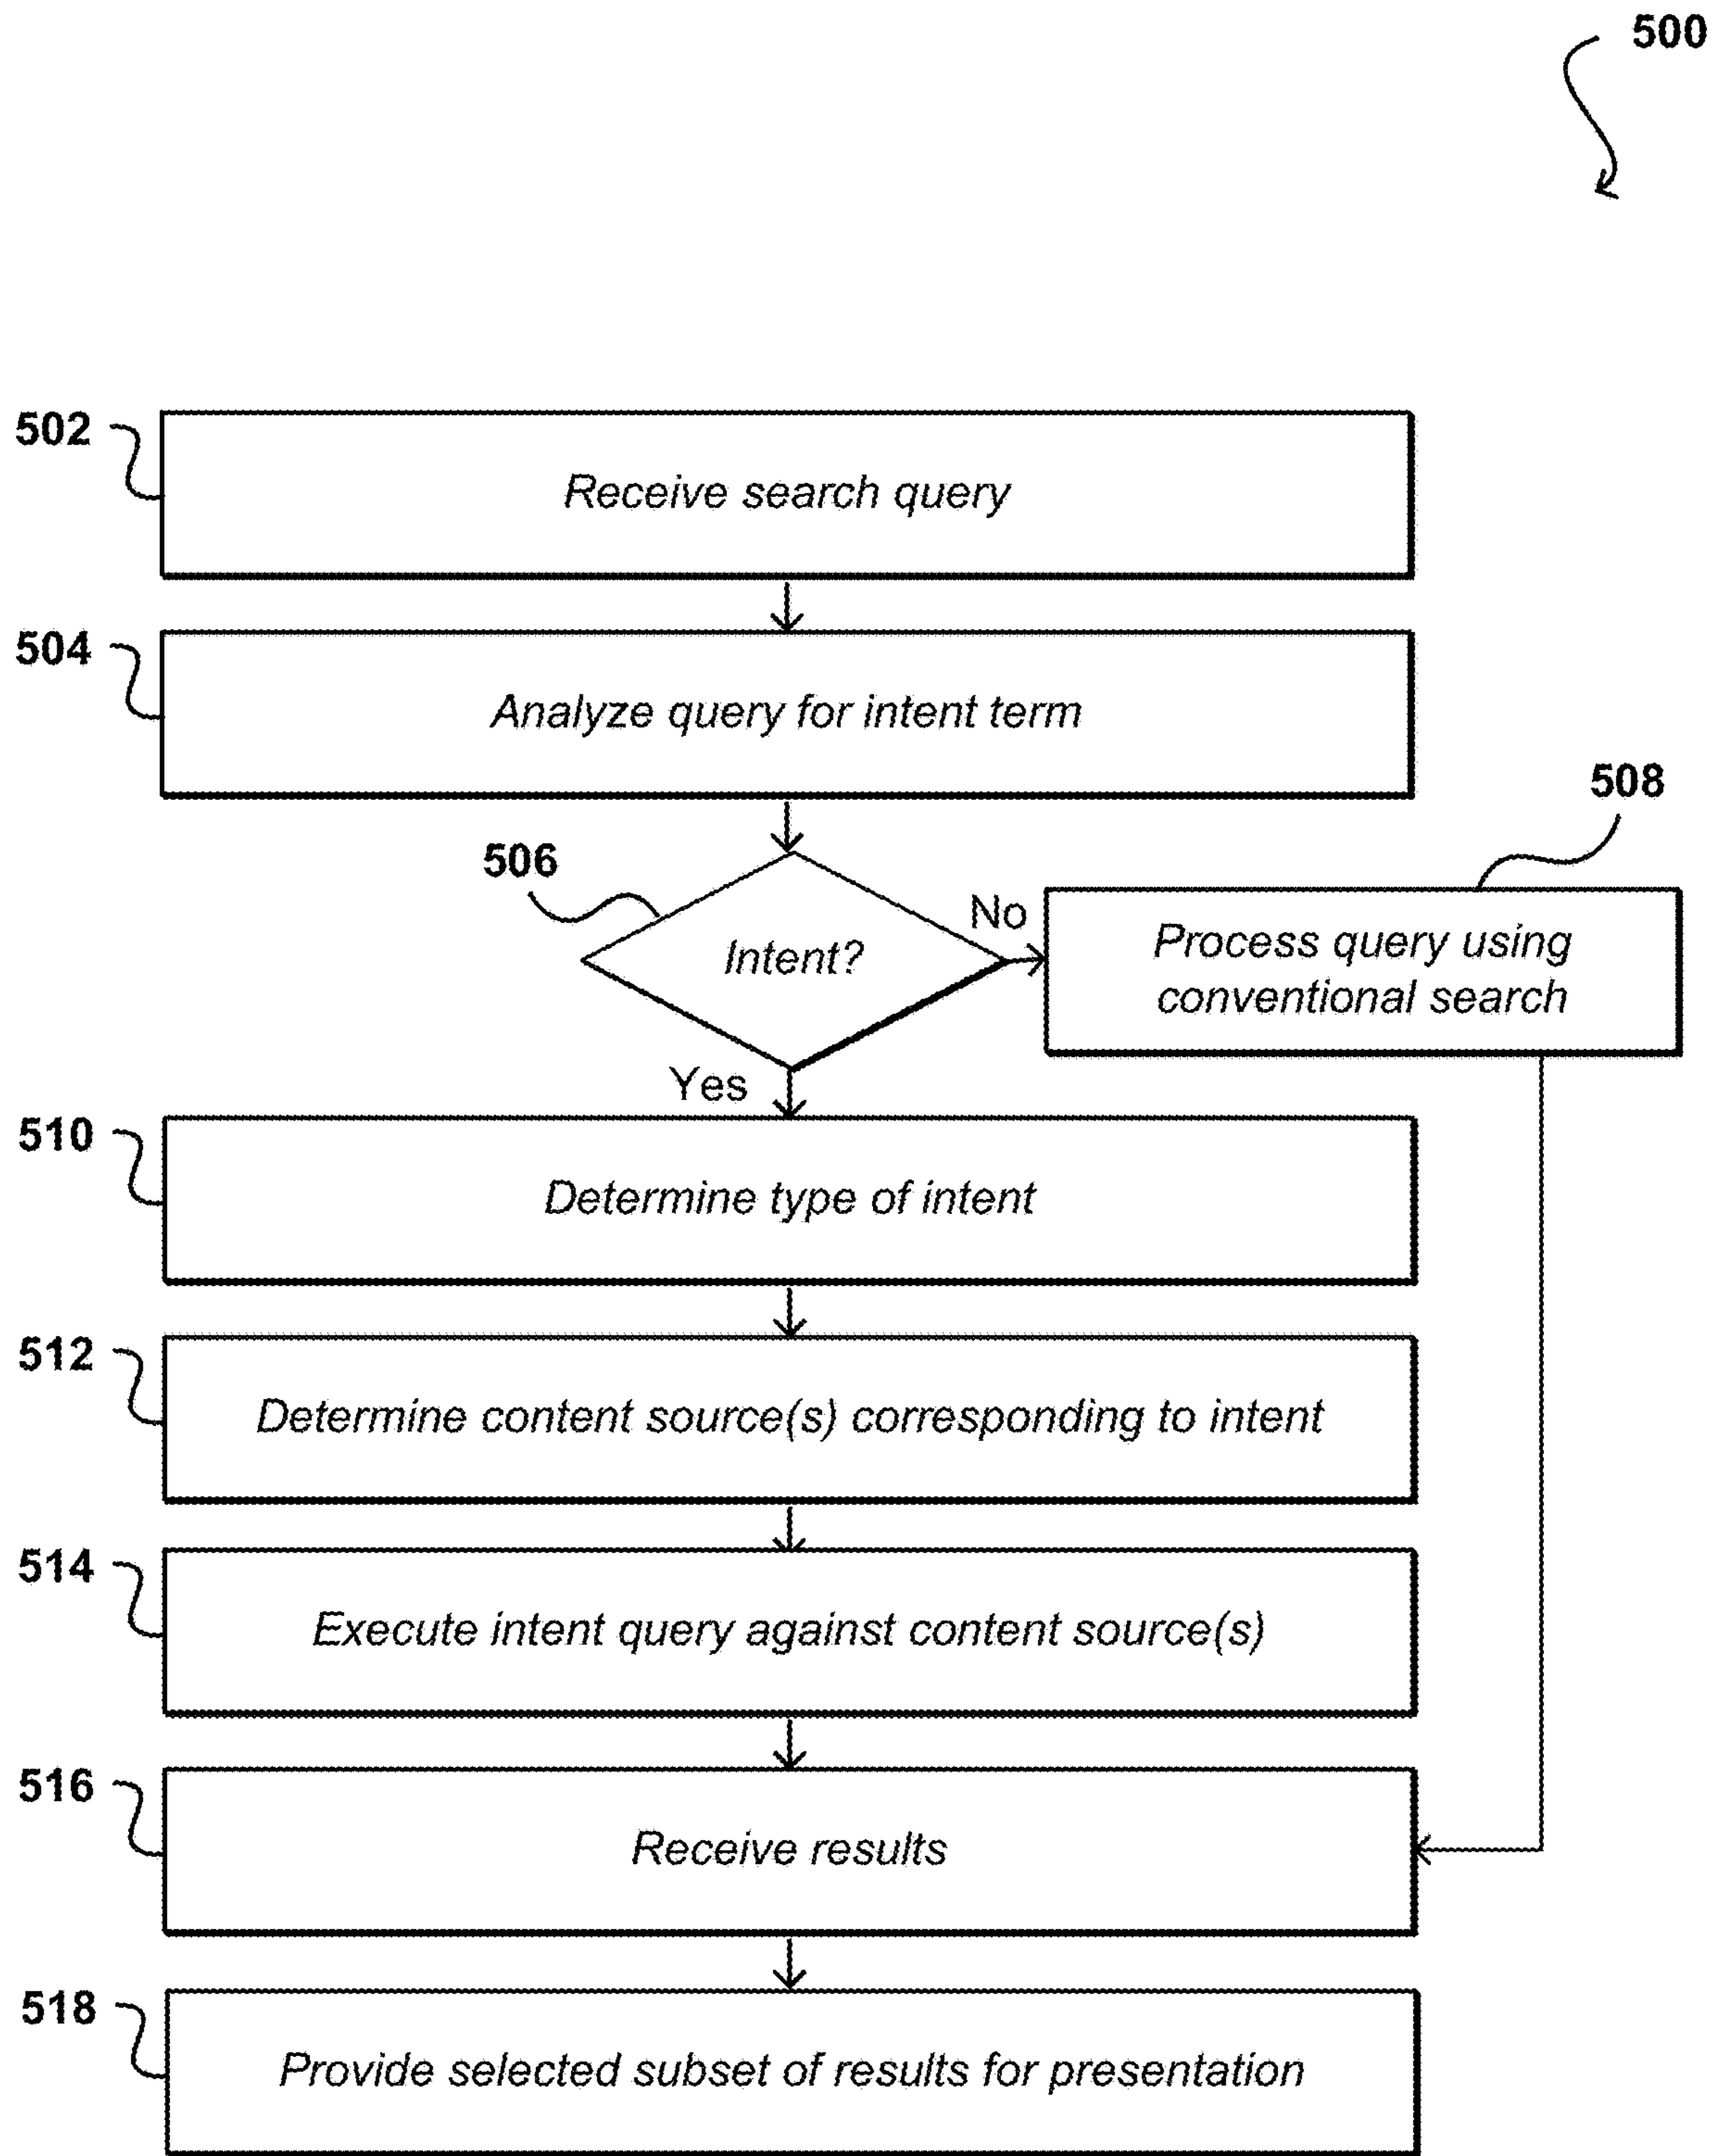 500
502
Receive search query
504
Analyze query for intent term
508
506
No
Intent?
Process query using
conventional search
Yes
510
Determine type of intent
512
Determine content source(s) corresponding to intent
514
Execute intent query against content source(s)
516
Receive results
518
Provide selected subset of results for presentation